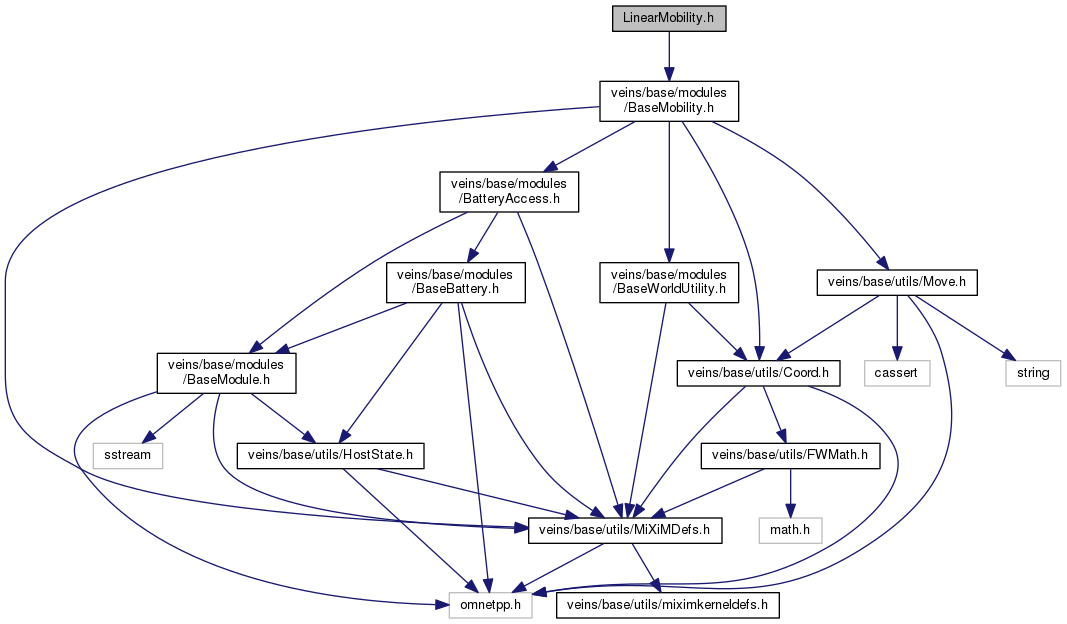 LinearMobility.h
veins/base/modules
/BaseMobility.h
veins/base/modules
/BatteryAccess.h
veins/base/modules
/BaseBattery.h
veins/base/modules
/BaseWorldUtility.h
veins/base/utils/Move.h
veins/base/modules
/BaseModule.h
veins/base/utils/Coord.h
cassert
string
sstream
veins/base/utils/HostState.h
veins/base/utils/FWMath.h
veins/base/utils/MiXiMDefs.h
math.h
omnetpp.h
veins/base/utils/miximkerneldefs.h